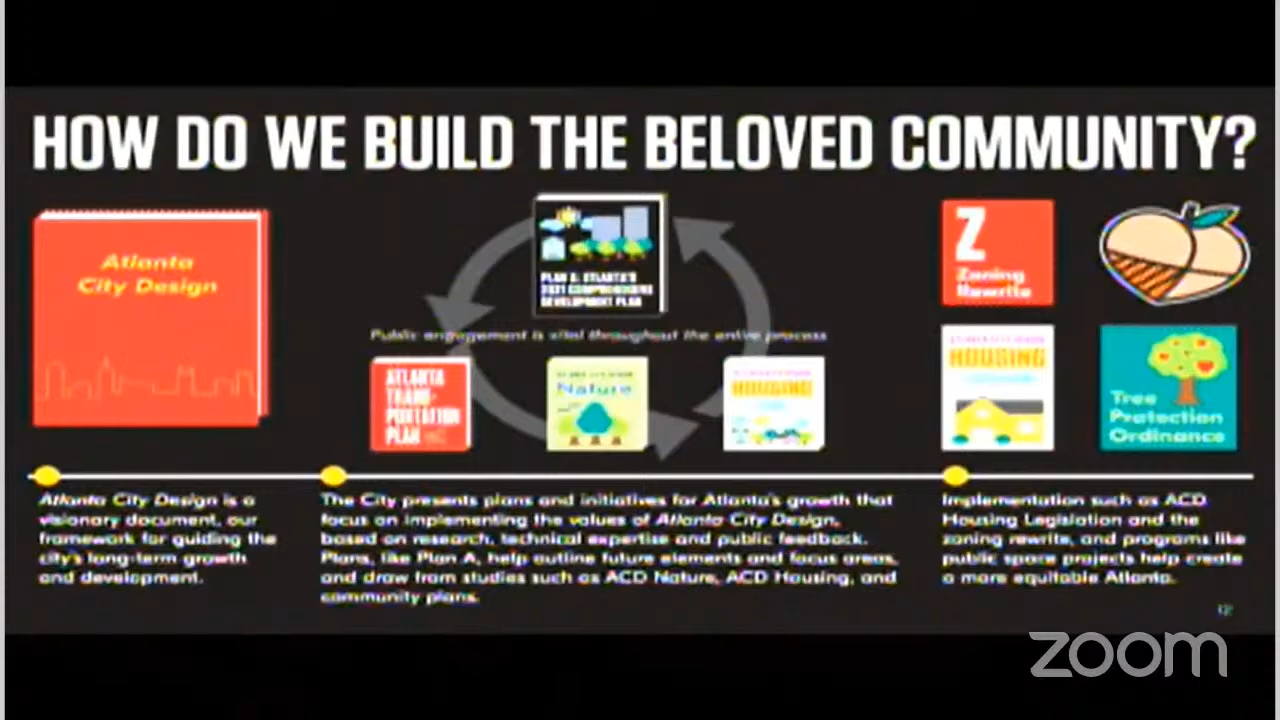 HOW DO WE BUILD THE BELOVED COMMUNITY?
Atlanta
City Design
PLAN A: ATLANTA'S
2021 COMPREHENSIVE
DEVELOPMENT PLAN
Public engagement is vital throughout the entire process
ATLANTA
TRANS-
PORTATION
PLAN
Nature
HOUSING
Z
Zoning
Rewrite
HOUSING
Tree
Protection
Ordinance
Atlanta City Design is a
visionary document, our
framework for guiding the
city's long-term growth
and development.
The City presents plans and initiatives for Atlanta's growth that
focus on implementing the values of Atlanta City Design,
based on research, technical expertise and public feedback.
Plans, like Plan A, help outline future elements and focus areas,
and draw from studies such as ACD Nature, ACD Housing, and
community plans.
Implementation such as ACD
Housing Legislation and the
zoning rewrite, and programs like
public space projects help create
a more equitable Atlanta.
12
zoom